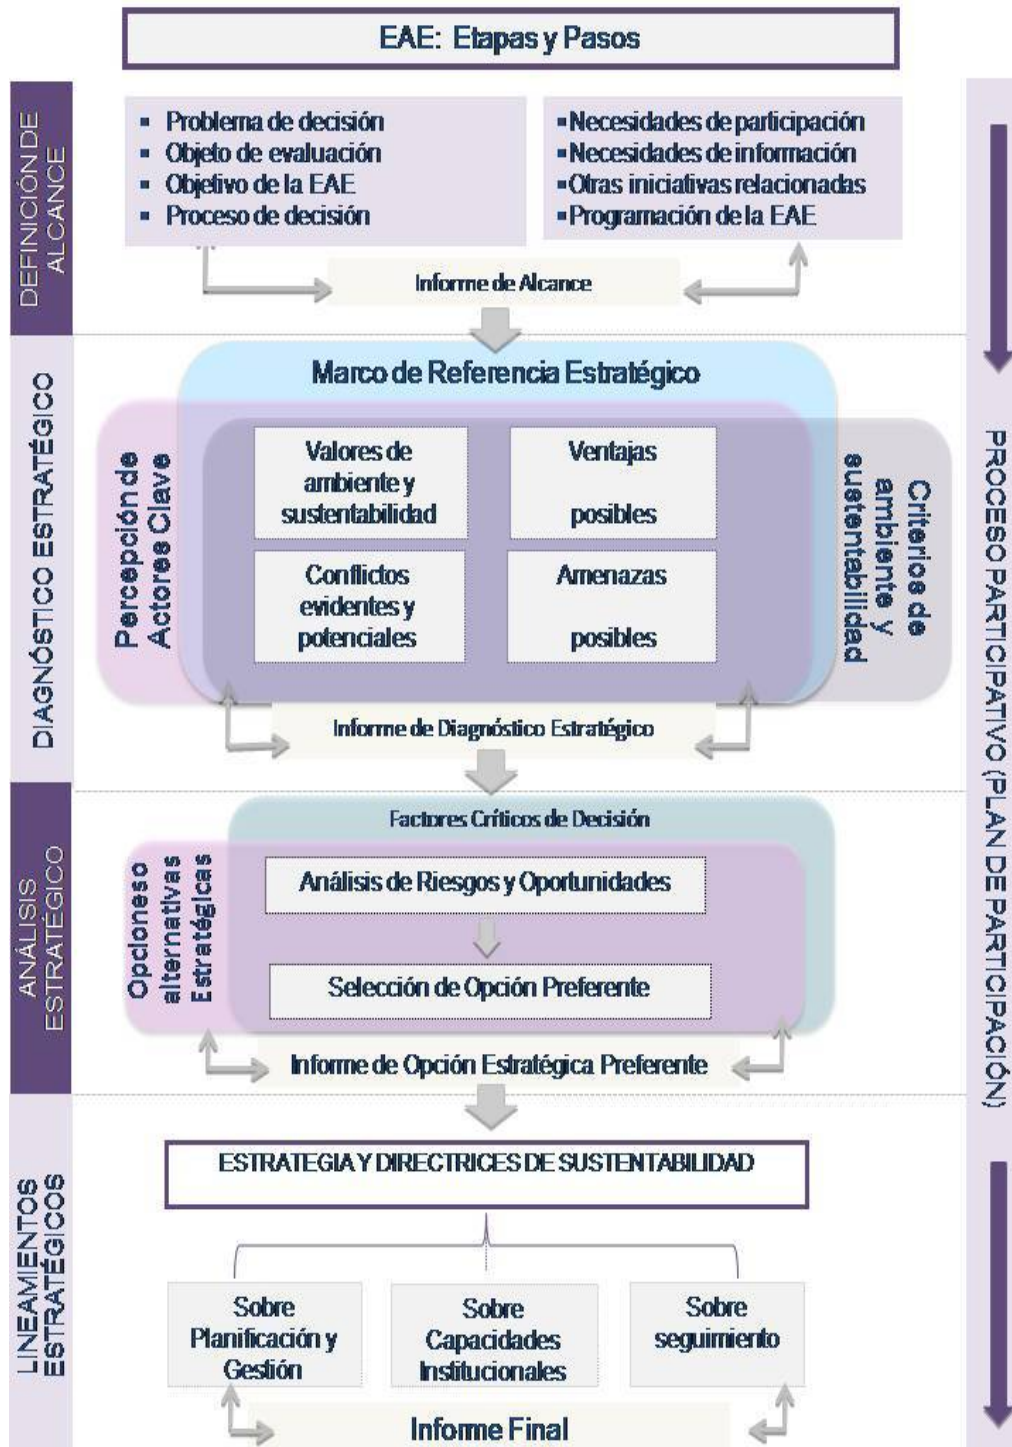 EAE: Etapas y Pasos
DEFINICIÓN DE
ALCANCE
▪ Problema de decisión
▪ Objeto de evaluación
▪ Objetivo de la EAE
▪ Proceso de decisión
▪Necesidades de participación
▪Necesidades de información
▪Otras iniciativas relacionadas
▪Programación de la EAE
Informe de Alcance
DIAGNÓSTICO ESTRATÉGICO
Marco de Referencia Estratégico
Percepción de
Actores Clave
Valores de
ambiente y
sustentabilidad
Ventajas
posibles
Conflictos
evidentes y
potenciales
Amenazas
posibles
Criterios de
ambiente y
sustentabilidad
Informe de Diagnóstico Estratégico
ANÁLISIS
ESTRATÉGICO
Factores Críticos de Decisión
Opcioneso
alternativas
Estratégicas
Análisis de Riesgos y Oportunidades
Selección de Opción Preferente
Informe de Opción Estratégica Preferente
LINEAMIENTOS
ESTRATÉGICOS
ESTRATEGIA Y DIRECTRICES DE SUSTENTABILIDAD
Sobre
Planificación y
Gestión
Sobre
Capacidades
Institucionales
Sobre
seguimiento
Informe Final
PROCESO PARTICIPATIVO (PLAN DE PARTICIPACIÓN)